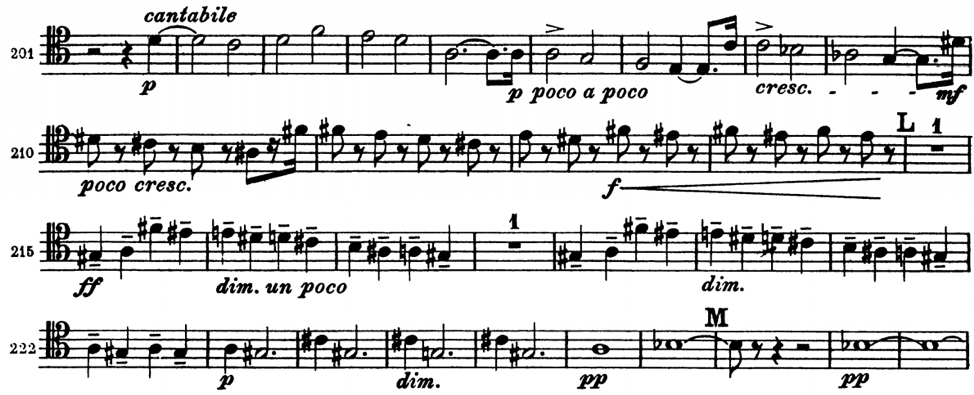 cantabile
201
p
p poco a poco
cresc.
mf
L 1
210
poco cresc.
f
1
215
ff
dim. un poco
dim.
M
222
p
dim.
pp
pp